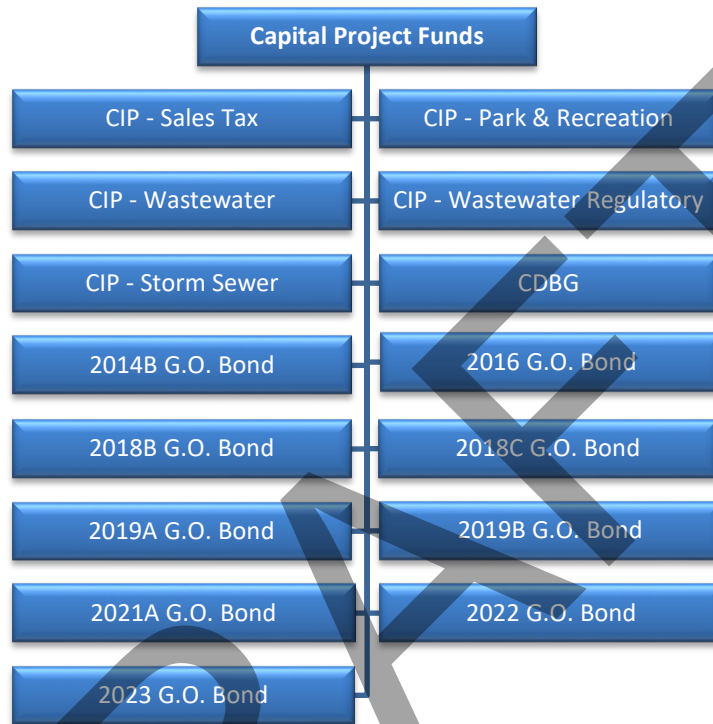 Capital Project Funds
CIP - Sales Tax
CIP - Park & Recreation
CIP - Wastewater
CIP - Wastewater Regulatory
CIP - Storm Sewer
CDBG
2014B G.O. Bond
2016 G.O. Bond
2018B G.O. Bond
2018C G.O. Bond
2019A G.O. Bond
2019B G.O. Bond
2021A G.O. Bond
2022 G.O. Bond
2023 G.O. Bond
DRAFT